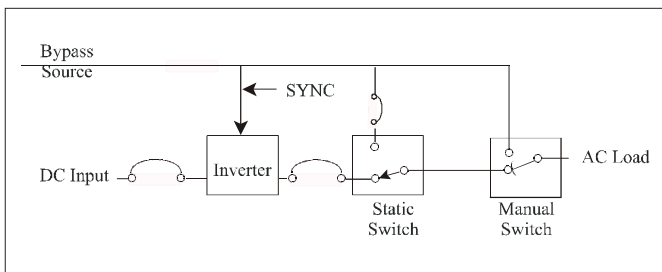 Bypass
Source
SYNC
DC Input
Inverter
AC Load
Static
Switch
Manual
Switch